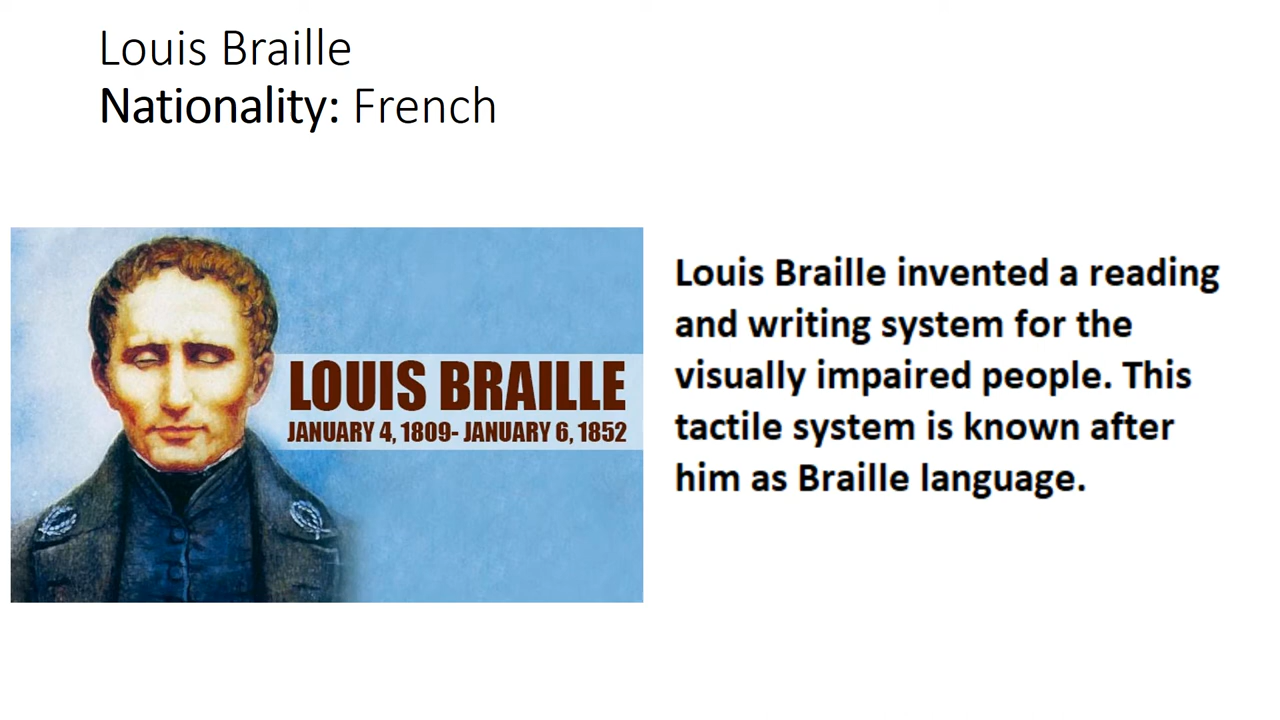 Louis Braille
Nationality: French
LOUIS BRAILLE
JANUARY 4, 1809- JANUARY 6, 1852
Louis Braille invented a reading
and writing system for the
visually impaired people. This
tactile system is known after
him as Braille language.